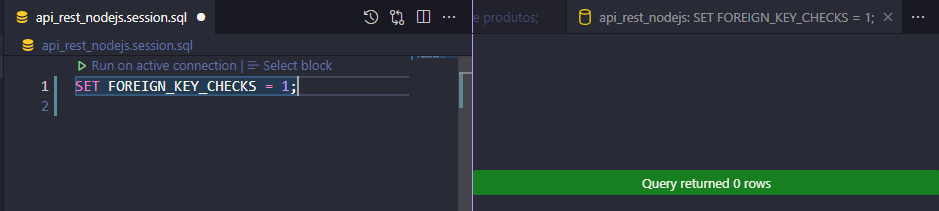 api_rest_nodejs.session.sql
e produtos;
api_rest_nodejs: SET FOREIGN_KEY_CHECKS = 1;
api_rest_nodejs.session.sql
Run on active connection | Select block
1 SET FOREIGN_KEY_CHECKS = 1;
2
Query returned 0 rows